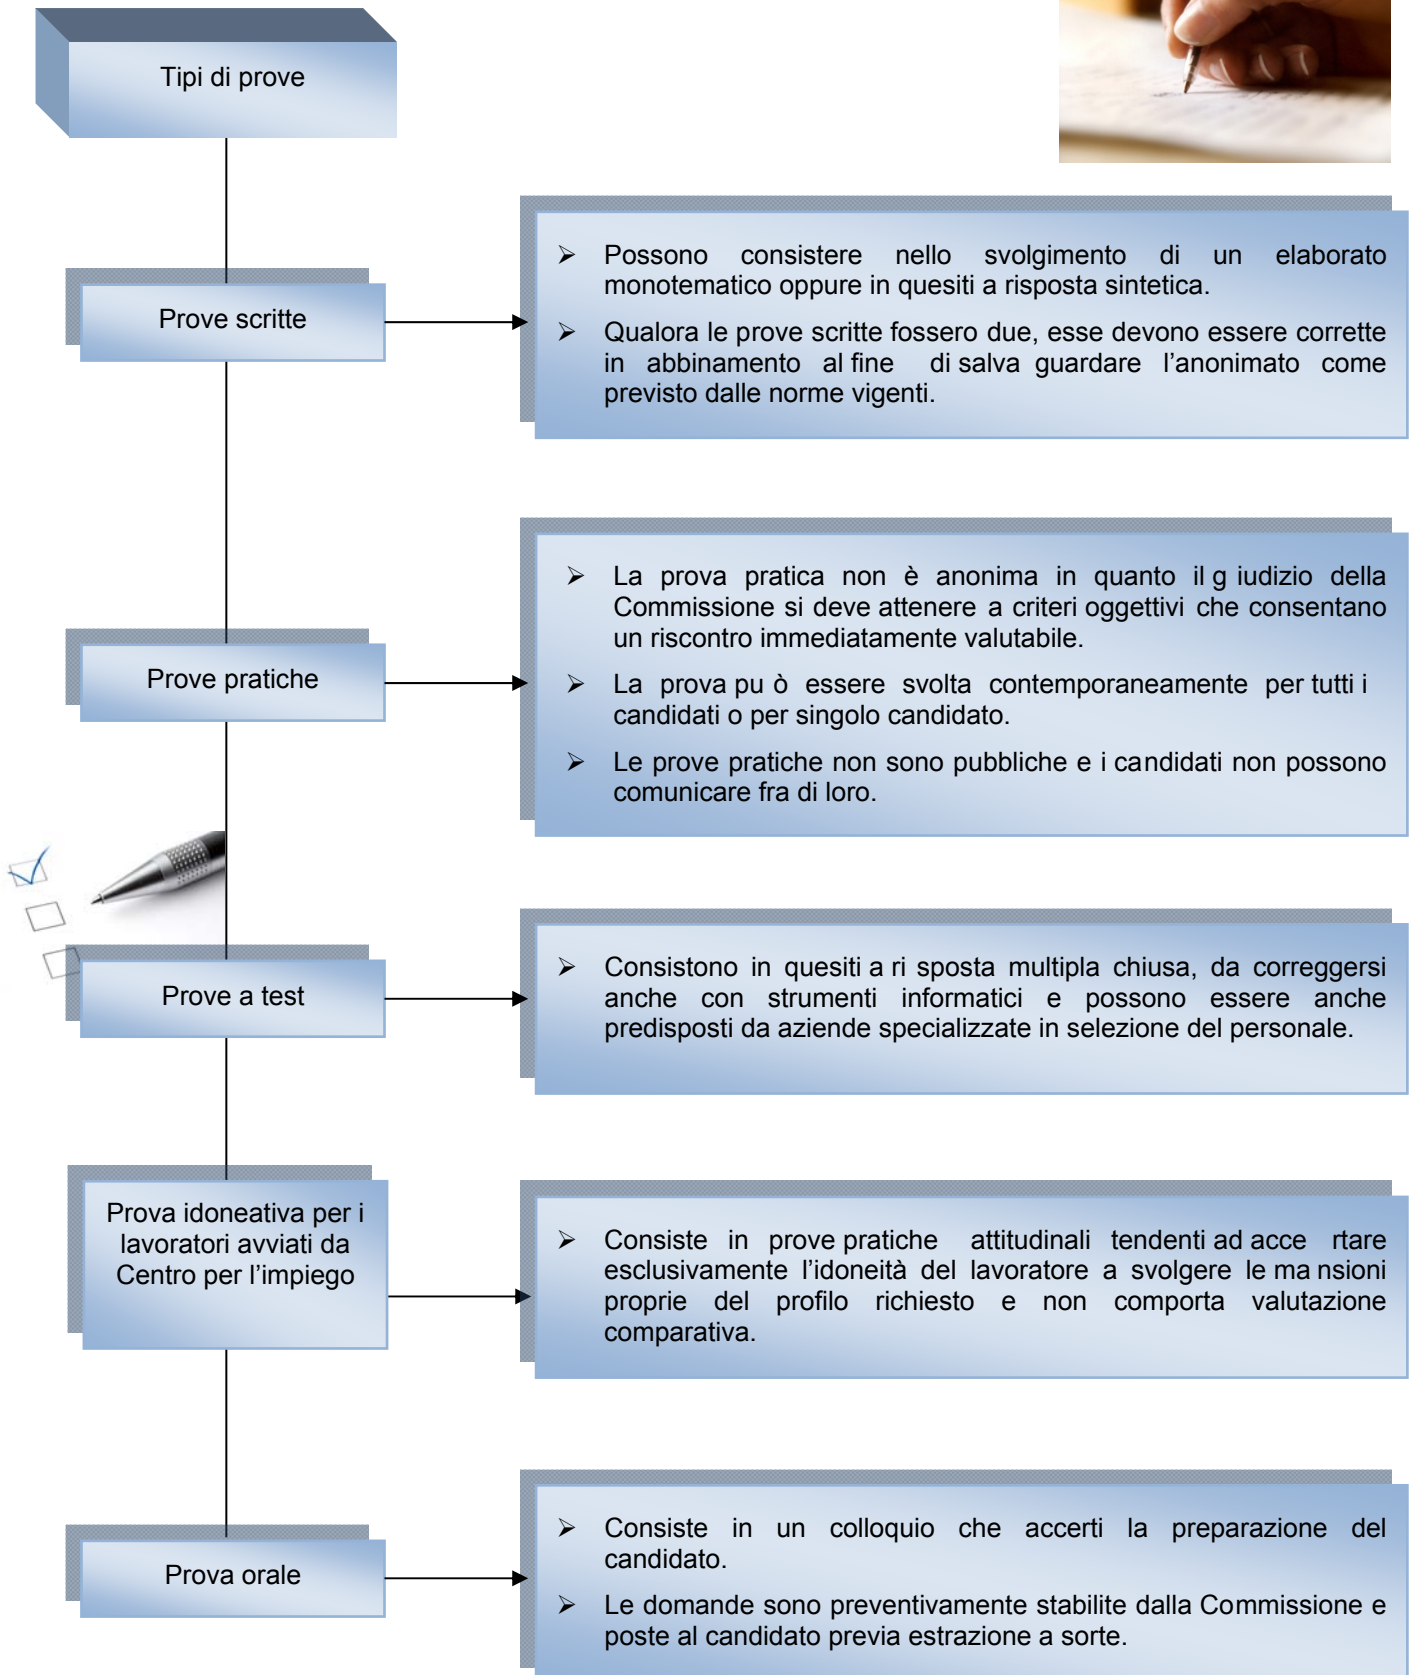 Tipi di prove
Prove scritte
➢ Possono consistere nello svolgimento di un elaborato
monotematico oppure in quesiti a risposta sintetica.
➢ Qualora le prove scritte fossero due, esse devono essere corrette
in abbinamento al fine di salva guardare l’anonimato come
previsto dalle norme vigenti.
Prove pratiche
➢ La prova pratica non è anonima in quanto il g iudizio della
Commissione si deve attenere a criteri oggettivi che consentano
un riscontro immediatamente valutabile.
➢ La prova pu ò essere svolta contemporaneamente per tutti i
candidati o per singolo candidato.
➢ Le prove pratiche non sono pubbliche e i candidati non possono
comunicare fra di loro.
Prove a test
➢ Consistono in quesiti a ri sposta multipla chiusa, da correggersi
anche con strumenti informatici e possono essere anche
predisposti da aziende specializzate in selezione del personale.
Prova idoneativa per i
lavoratori avviati da
Centro per l’impiego
➢ Consiste in prove pratiche attitudinali tendenti ad acce rtare
esclusivamente l’idoneità del lavoratore a svolgere le ma nsioni
proprie del profilo richiesto e non comporta valutazione
comparativa.
Prova orale
➢ Consiste in un colloquio che accerti la preparazione del
candidato.
➢ Le domande sono preventivamente stabilite dalla Commissione e
poste al candidato previa estrazione a sorte.